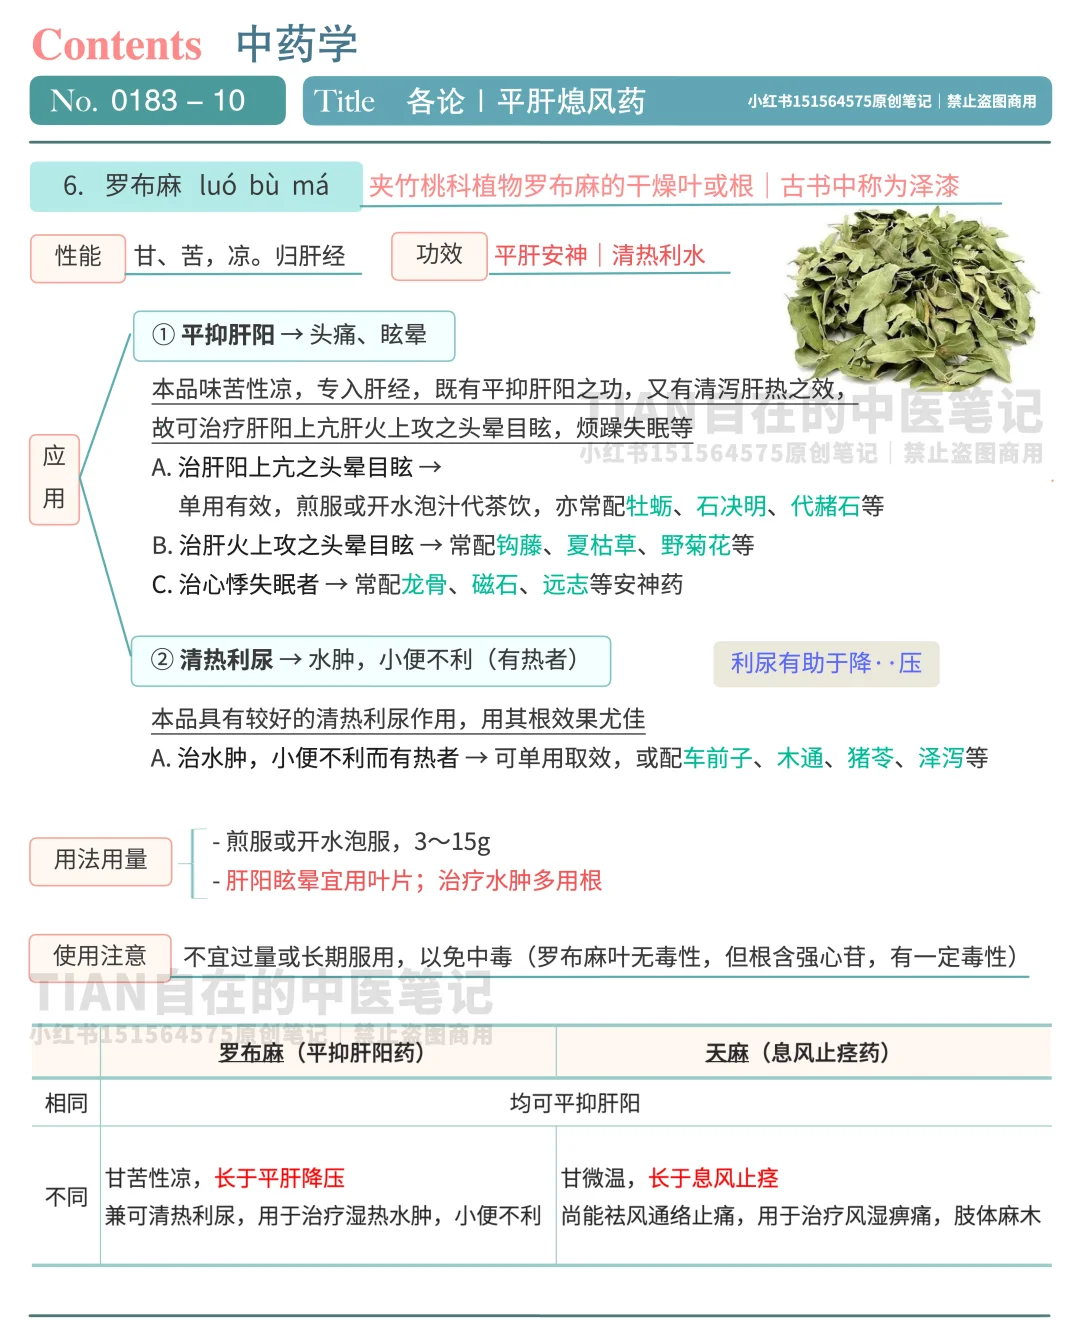 Contents 中药学
No. 0183 – 10
Title 各论｜平肝熄风药 小红书151564575原创笔记｜禁止盗图商用
6. 罗布麻 luó bù má 夹竹桃科植物罗布麻的干燥叶或根｜古书中称为泽漆
性能 甘、苦，凉。归肝经 功效 平肝安神｜清热利水
① 平抑肝阳 → 头痛、眩晕
本品味苦性凉，专入肝经，既有平抑肝阳之功，又有清泻肝热之效，
TIAN自在的中医笔记
故可治疗肝阳上亢肝火上攻之头晕目眩，烦躁失眠等
小红书151564575原创笔记｜禁止盗图商用
应用
A. 治肝阳上亢之头晕目眩 →
单用有效，煎服或开水泡汁代茶饮，亦常配牡蛎、石决明、代赭石等
B. 治肝火上攻之头晕目眩 → 常配钩藤、夏枯草、野菊花等
C. 治心悸失眠者 → 常配龙骨、磁石、远志等安神药
② 清热利尿 → 水肿，小便不利（有热者） 利尿有助于降··压
本品具有较好的清热利尿作用，用其根效果尤佳
A. 治水肿，小便不利而有热者 → 可单用取效，或配车前子、木通、猪苓、泽泻等
用法用量
- 煎服或开水泡服，3～15g
- 肝阳眩晕宜用叶片；治疗水肿多用根
使用注意 不宜过量或长期服用，以免中毒（罗布麻叶无毒性，但根含强心苷，有一定毒性）
TIAN自在的中医笔记
小红书151564575原创笔记｜禁止盗图商用
罗布麻（平抑肝阳药） 天麻（息风止痉药）
相同 均可平抑肝阳
不同
甘苦性凉，长于平肝降压
兼可清热利尿，用于治疗湿热水肿，小便不利
甘微温，长于息风止痉
尚能祛风通络止痛，用于治疗风湿痹痛，肢体麻木